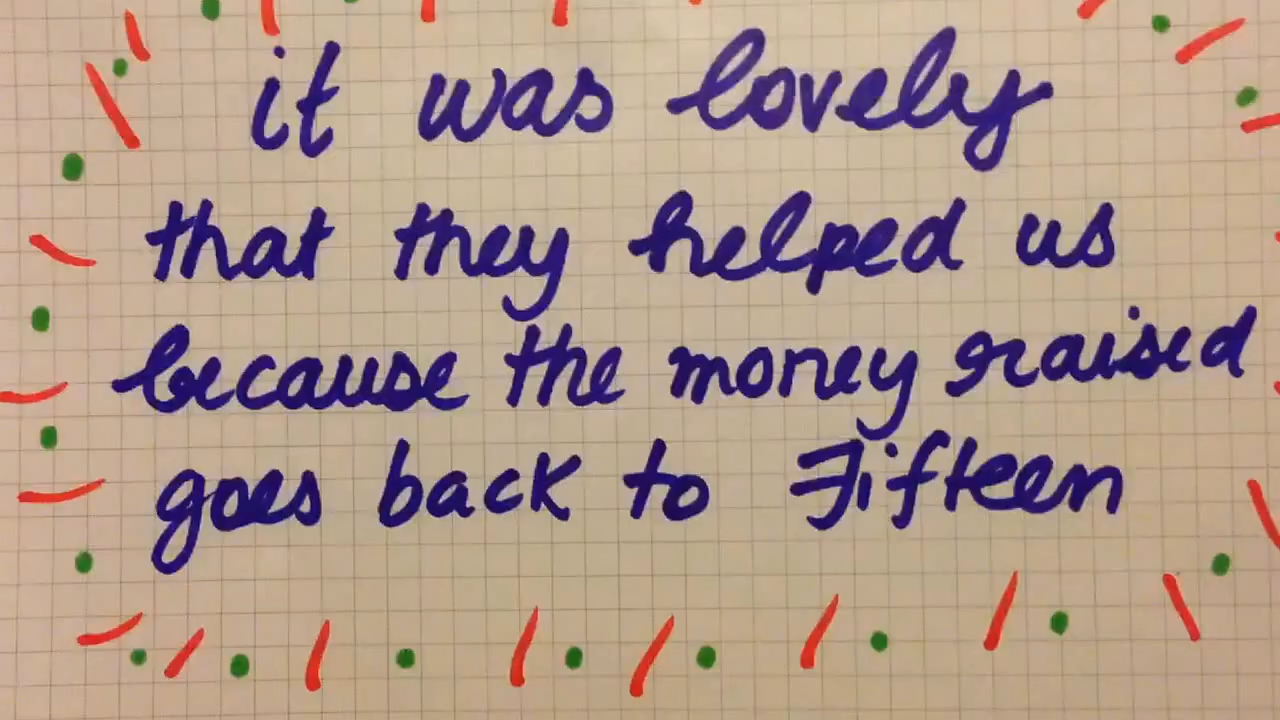 it was lovely
that they helped us
because the money raised
goes back to Fifteen